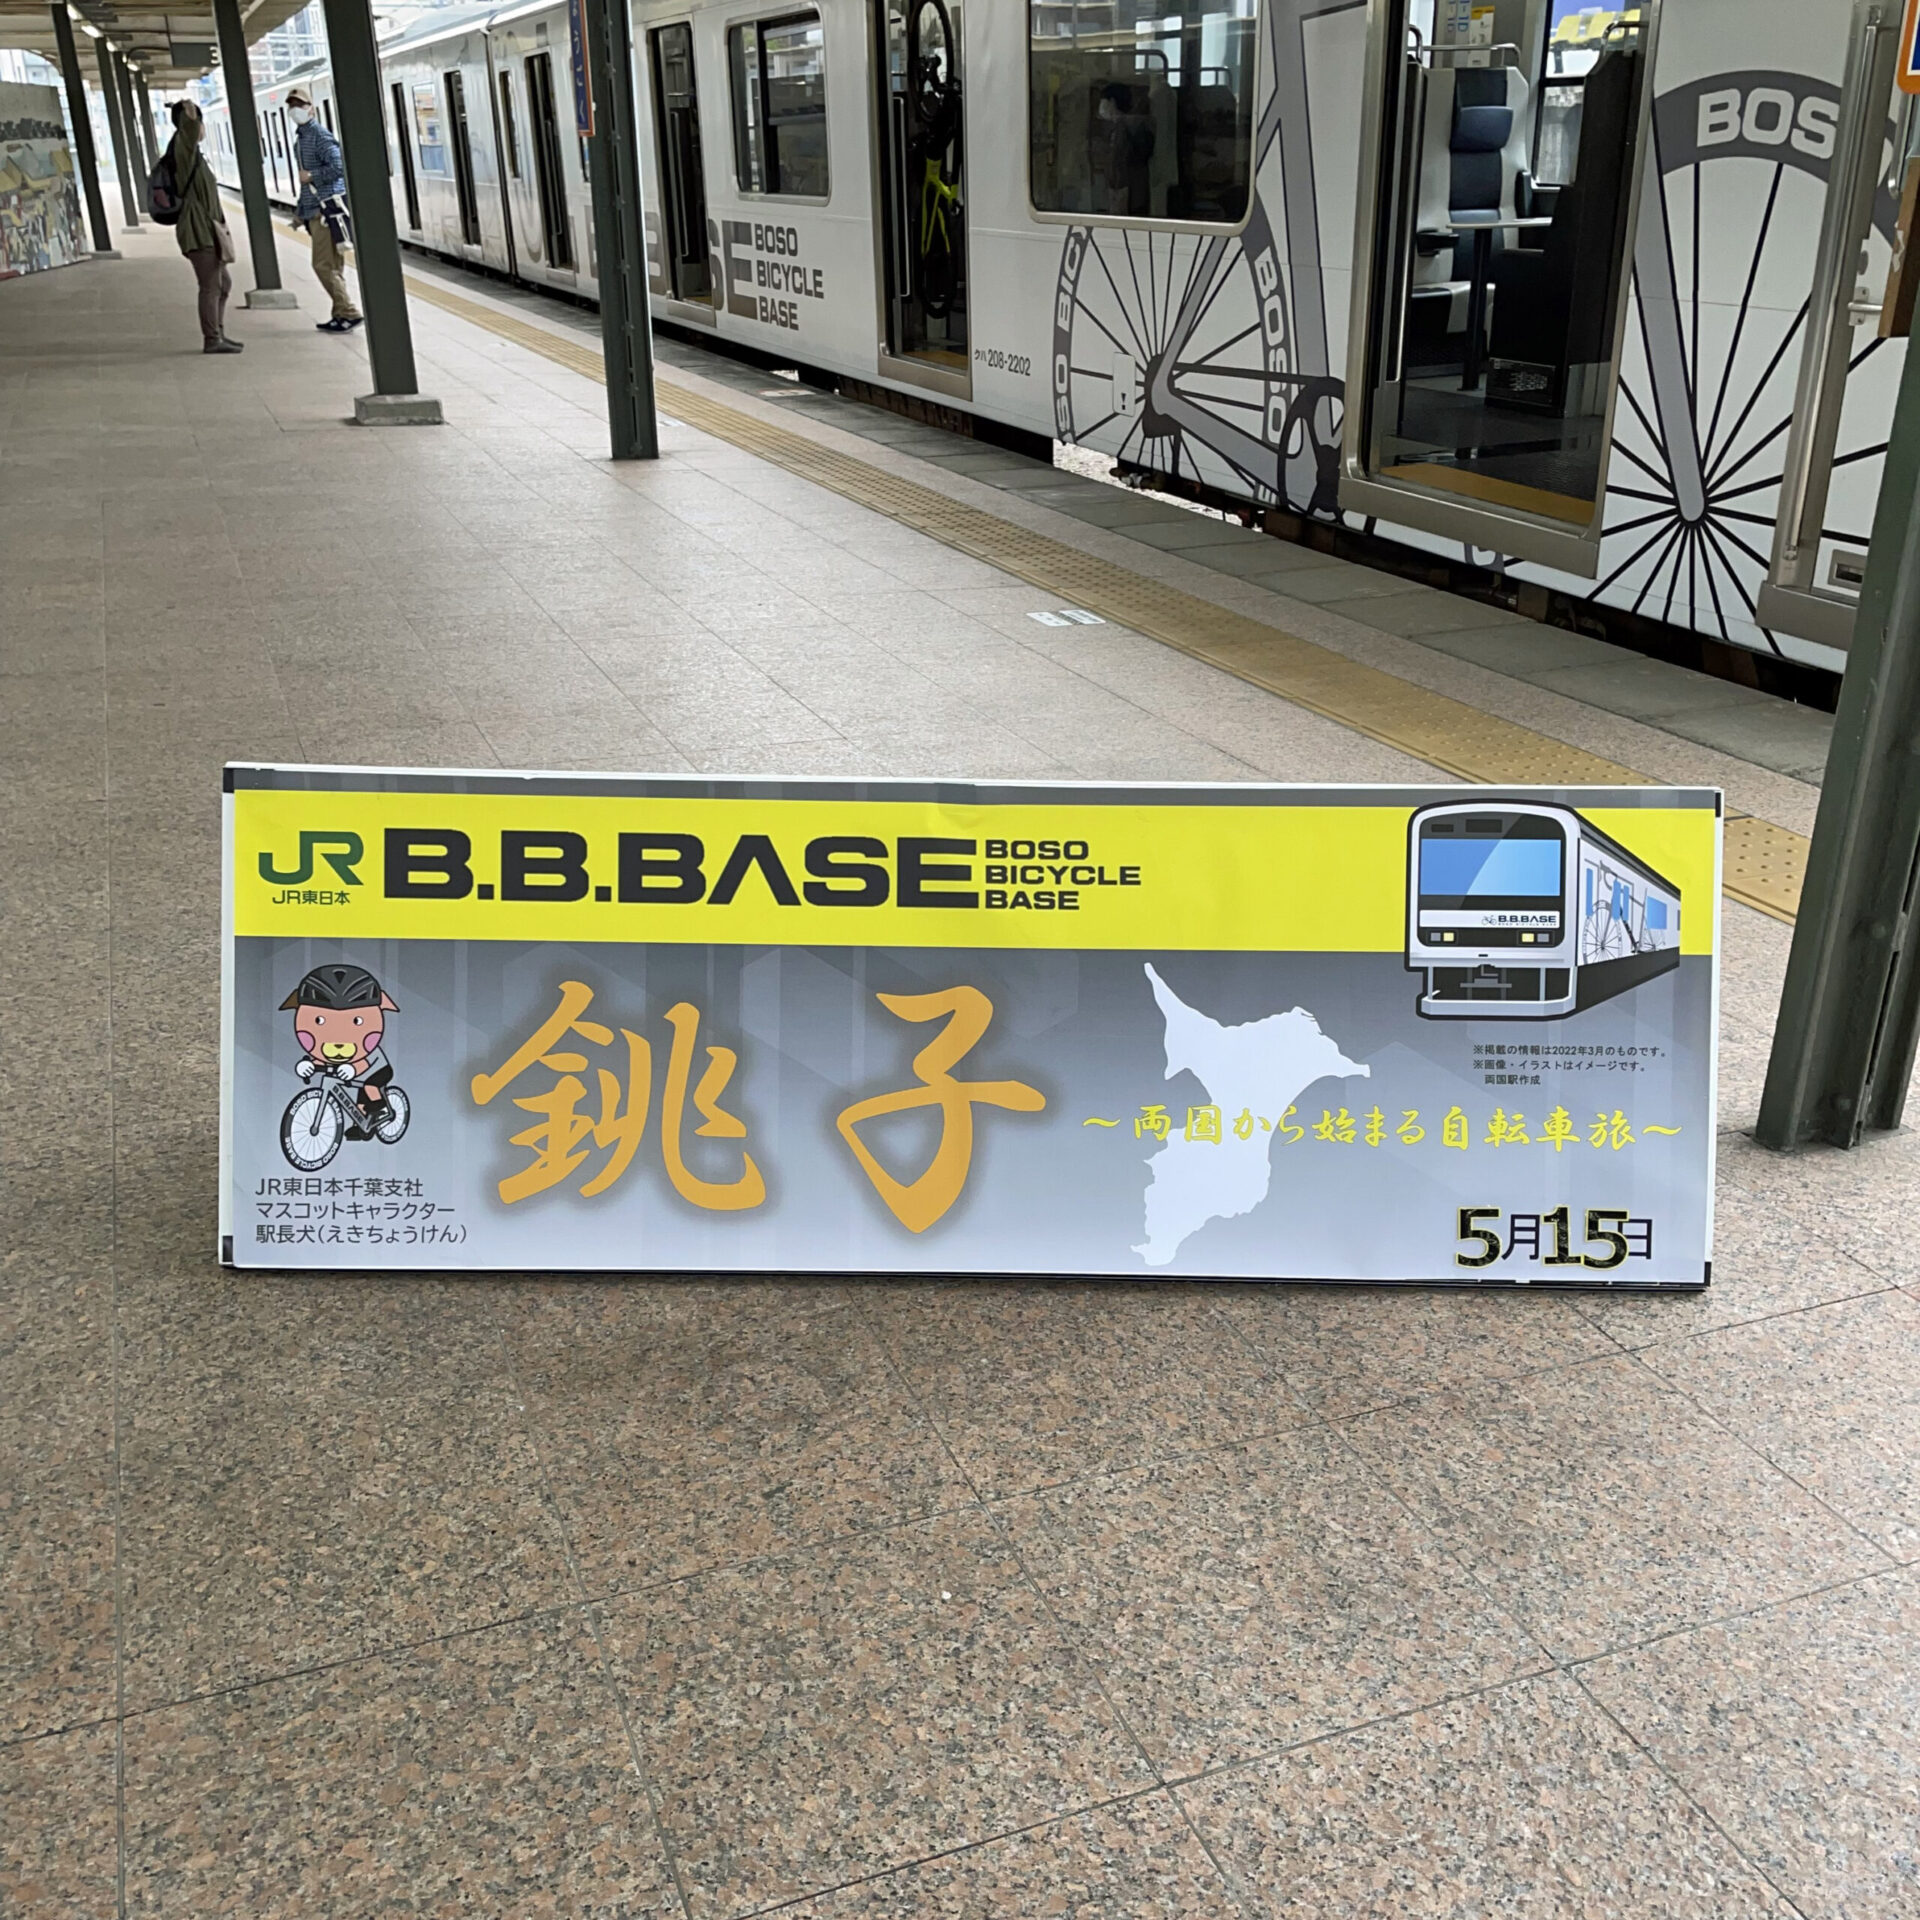 BOS
BOSO
BICYCLE
BASE
クハ208-2202
JR
JR東日本
B.B.BASE
BOSO
BICYCLE
BASE
B.B.BASE
※掲載の情報は2022年3月のものです。
※画像・イラストはイメージです。
両国駅作成
銚子
～両国から始まる自転車旅～
JR東日本千葉支社
マスコットキャラクター
駅長犬(えきちょうけん)
5月15日